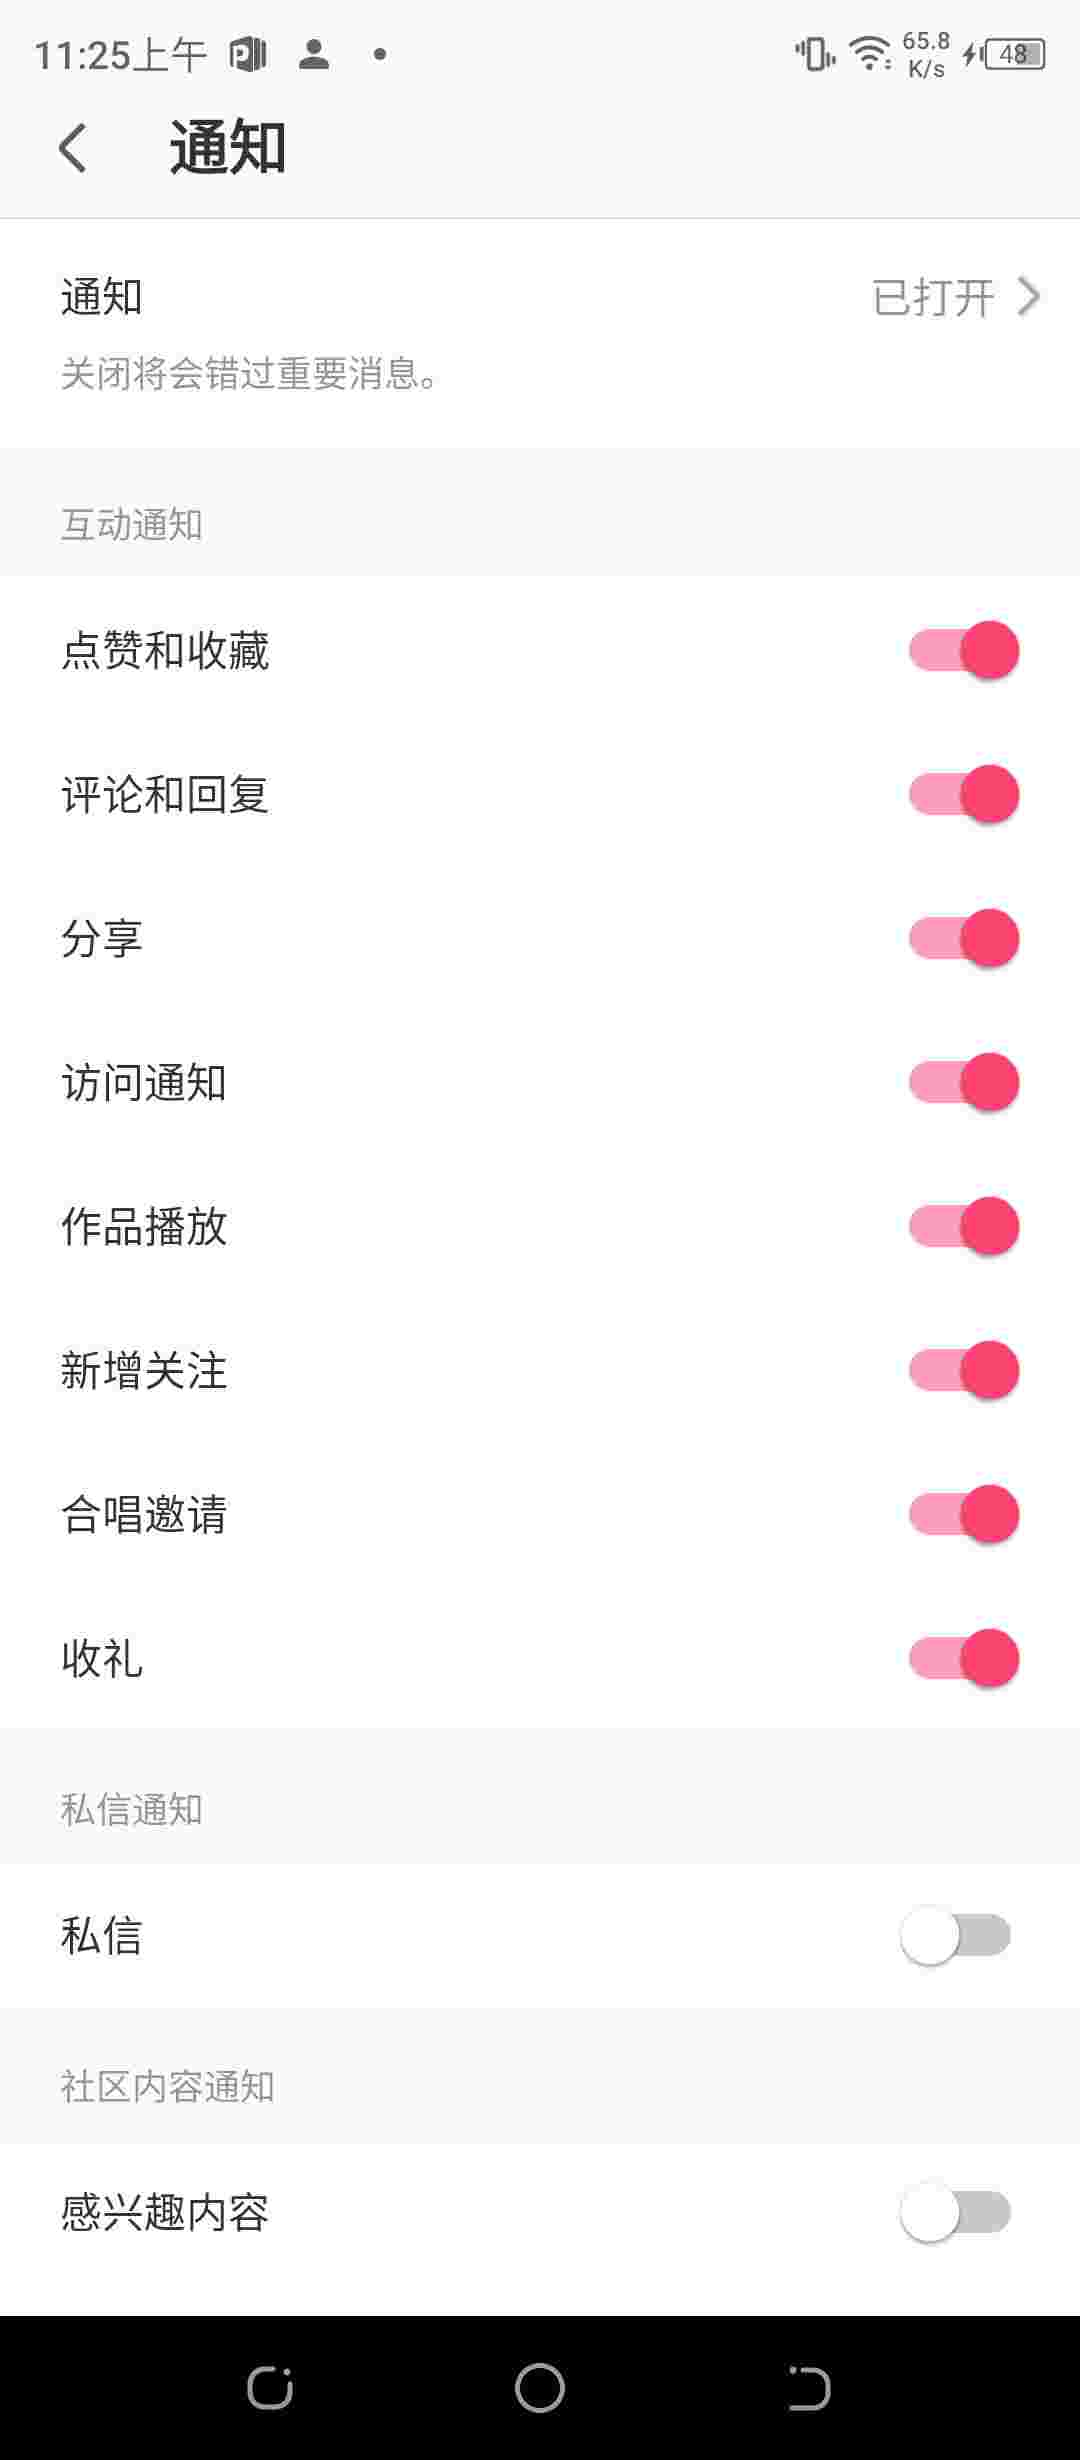 11:25上午
65.8
K/s
48
通知
通知
已打开
关闭将会错过重要消息。
互动通知
点赞和收藏
评论和回复
分享
访问通知
作品播放
新增关注
合唱邀请
收礼
私信通知
私信
社区内容通知
感兴趣内容